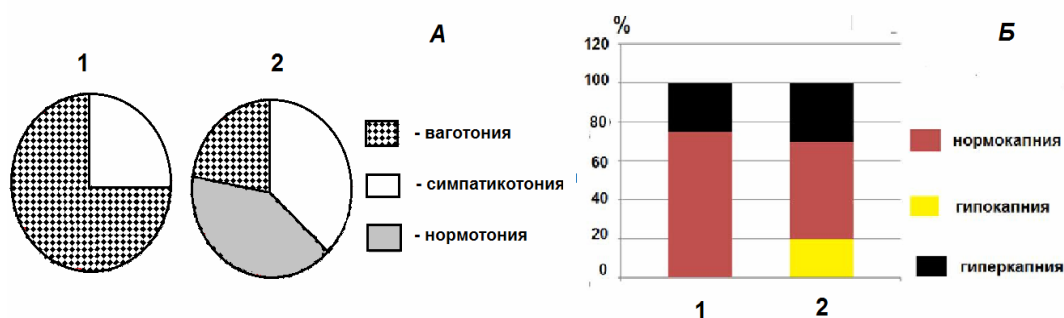 А
1 2
- ваготония
- симпатикотония
- нормотония
%
Б
120
100
80
60
40
20
0
1 2
нормокапния
гипокапния
гиперкапния